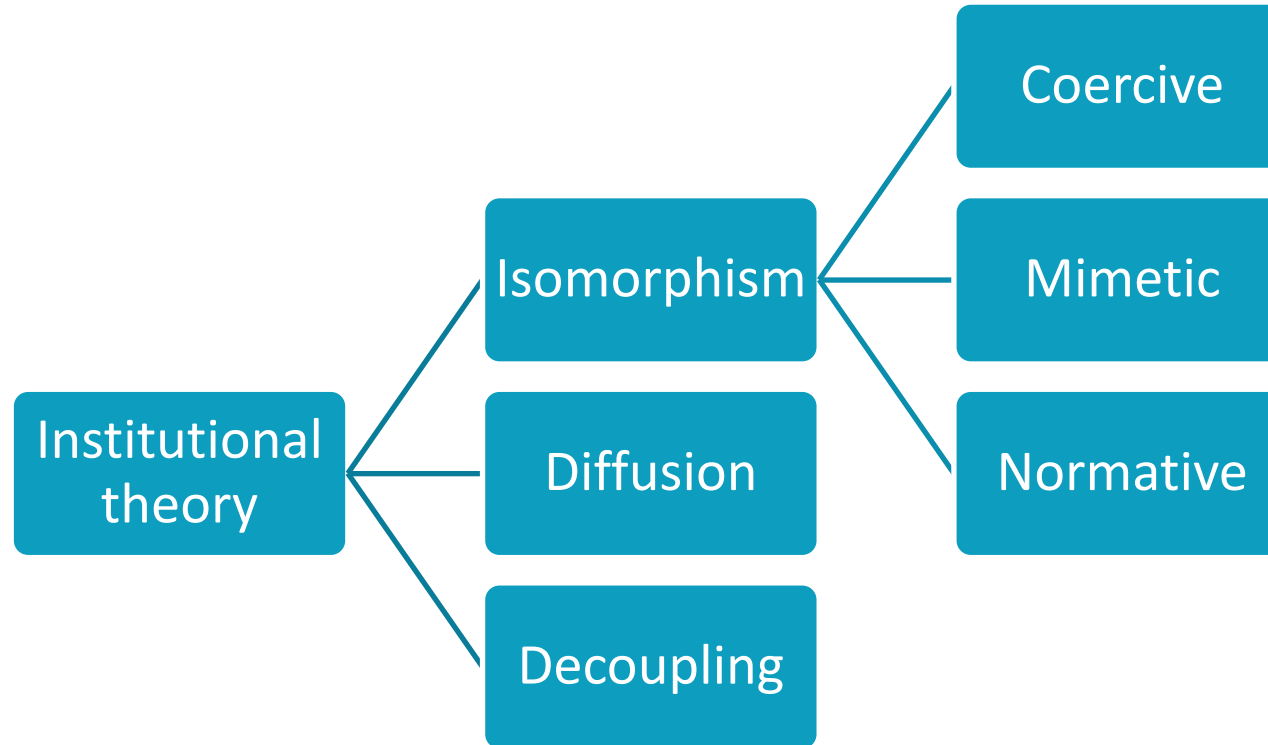 Institutional
theory
Isomorphism
Diffusion
Decoupling
Coercive
Mimetic
Normative